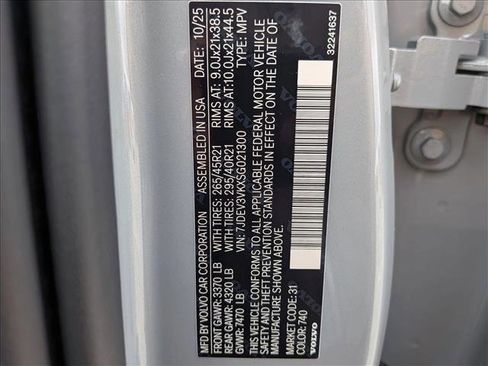 MFD BY VOLVO CAR CORPORATION ASSEMBLED IN USA DATE: 10/25
FRONT GAWR: 3370 LB WITH TIRES: 265/45R21 RIMS AT: 9.0Jx21x38.5
REAR GAWR: 4320 LB WITH TIRES: 295/40R21 RIMS AT: 10.0Jx21x44.5
GVWR: 7470 LB VIN: 7JDEV3VKXSG021300 TYPE: MPV
THIS VEHICLE CONFORMS TO ALL APPLICABLE FEDERAL MOTOR VEHICLE
SAFETY AND THEFT PREVENTION STANDARDS IN EFFECT ON THE DATE OF
MANUFACTURE SHOWN ABOVE.
MARKET CODE: 31
COLOR: 740
VOLVO
32241637